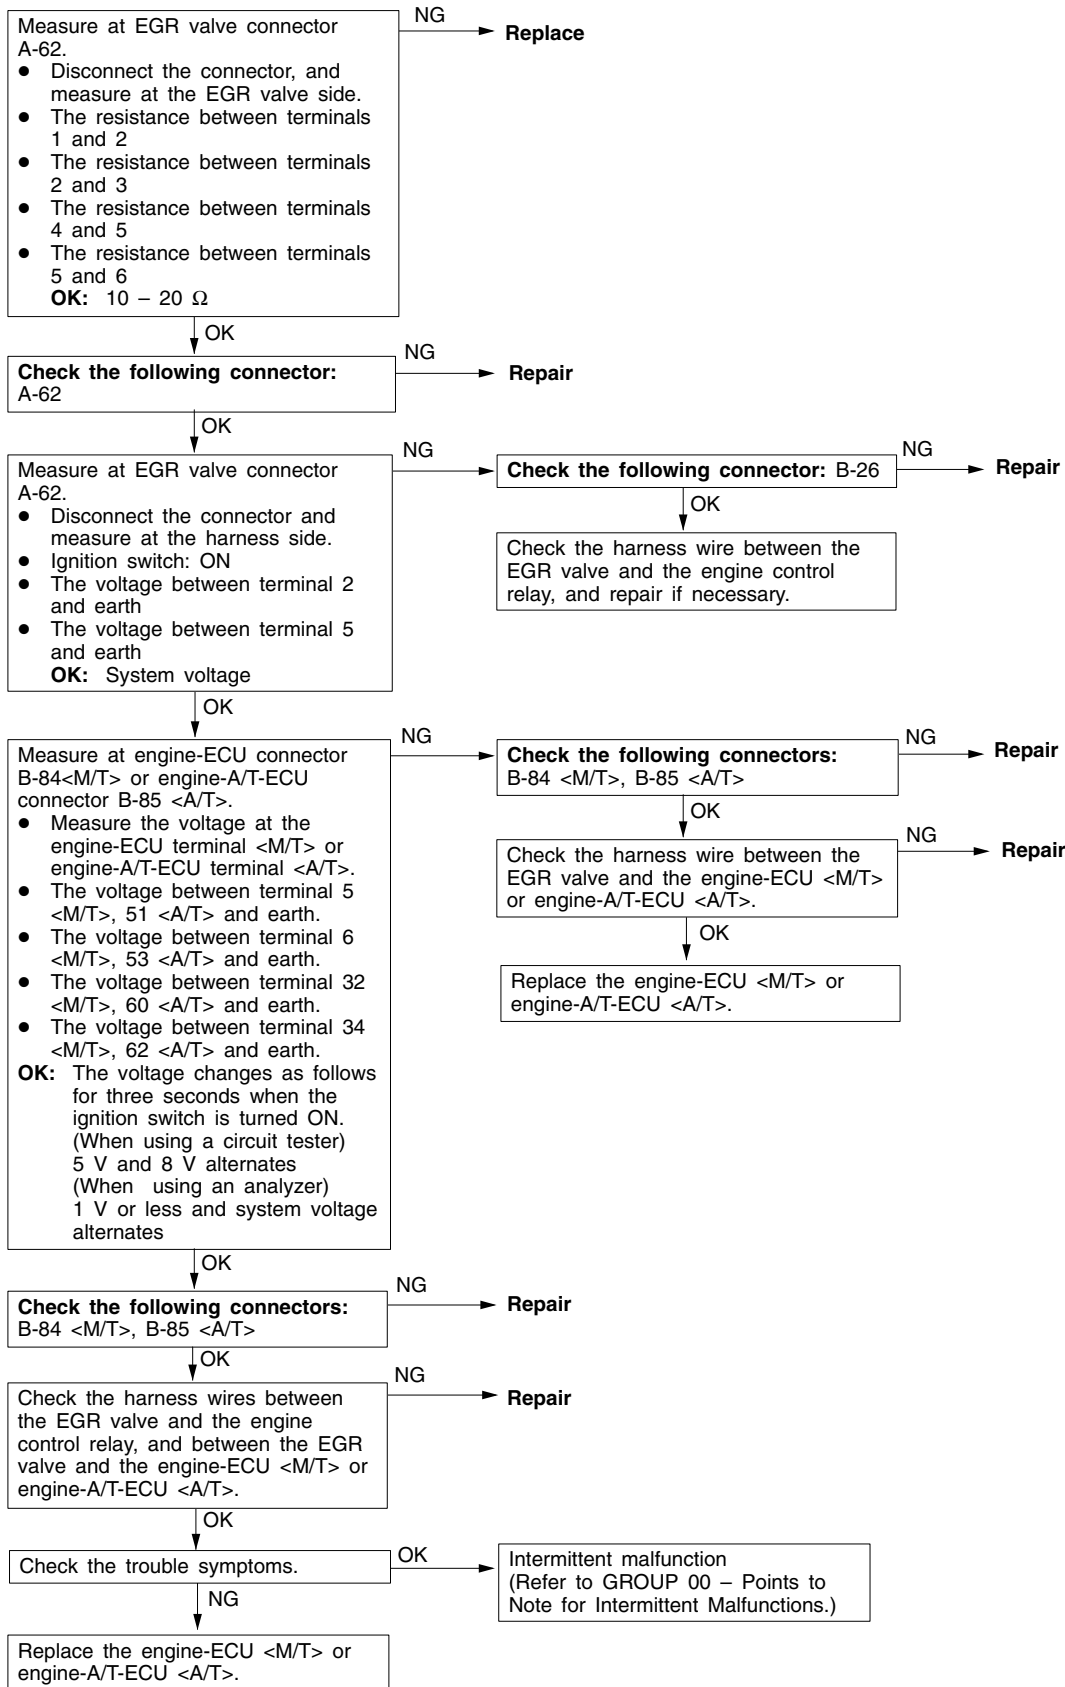 Measure at EGR valve connector
A-62.
● Disconnect the connector, and
measure at the EGR valve side.
● The resistance between terminals
1 and 2
● The resistance between terminals
2 and 3
● The resistance between terminals
4 and 5
● The resistance between terminals
5 and 6
OK: 10 – 20 Ω
NG
Replace
OK
Check the following connector:
A-62
NG
Repair
OK
Measure at EGR valve connector
A-62.
● Disconnect the connector and
measure at the harness side.
● Ignition switch: ON
● The voltage between terminal 2
and earth
● The voltage between terminal 5
and earth
OK: System voltage
NG
Check the following connector: B-26
NG
Repair
OK
Check the harness wire between the
EGR valve and the engine control
relay, and repair if necessary.
OK
Measure at engine-ECU connector
B-84<M/T> or engine-A/T-ECU
connector B-85 <A/T>.
● Measure the voltage at the
engine-ECU terminal <M/T> or
engine-A/T-ECU terminal <A/T>.
● The voltage between terminal 5
<M/T>, 51 <A/T> and earth.
● The voltage between terminal 6
<M/T>, 53 <A/T> and earth.
● The voltage between terminal 32
<M/T>, 60 <A/T> and earth.
● The voltage between terminal 34
<M/T>, 62 <A/T> and earth.
OK: The voltage changes as follows
for three seconds when the
ignition switch is turned ON.
(When using a circuit tester)
5 V and 8 V alternates
(When using an analyzer)
1 V or less and system voltage
alternates
NG
Check the following connectors:
B-84 <M/T>, B-85 <A/T>
NG
Repair
OK
Check the harness wire between the
EGR valve and the engine-ECU <M/T>
or engine-A/T-ECU <A/T>.
NG
Repair
OK
Replace the engine-ECU <M/T> or
engine-A/T-ECU <A/T>.
OK
Check the following connectors:
B-84 <M/T>, B-85 <A/T>
NG
Repair
OK
Check the harness wires between
the EGR valve and the engine
control relay, and between the EGR
valve and the engine-ECU <M/T> or
engine-A/T-ECU <A/T>.
NG
Repair
OK
Check the trouble symptoms.
OK
Intermittent malfunction
(Refer to GROUP 00 – Points to
Note for Intermittent Malfunctions.)
NG
Replace the engine-ECU <M/T> or
engine-A/T-ECU <A/T>.